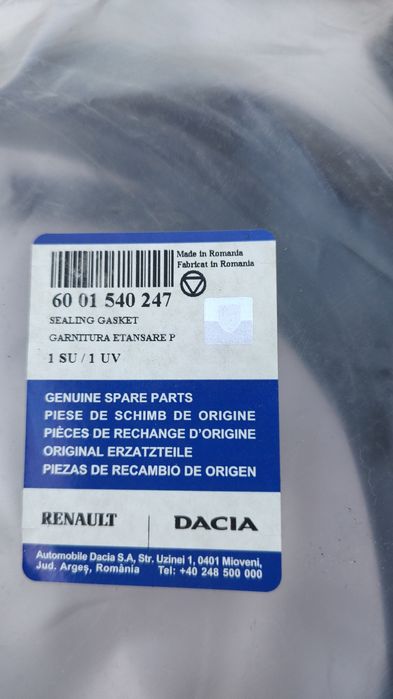 Made in Romania
Fabricat in Romania
60 01 540 247
SEALING GASKET
GARNITURA ETANSARE P
1 SU / 1 UV
GENUINE SPARE PARTS
PIESE DE SCHIMB DE ORIGINE
PIÈCES DE RECHANGE D'ORIGINE
ORIGINAL ERZATZTEILE
PIEZAS DE RECAMBIO DE ORIGEN
RENAULT DACIA
Automobile Dacia S.A, Str. Uzinei 1, 0401 Mioveni,
Jud. Argeş, România Tel: +40 248 500 000